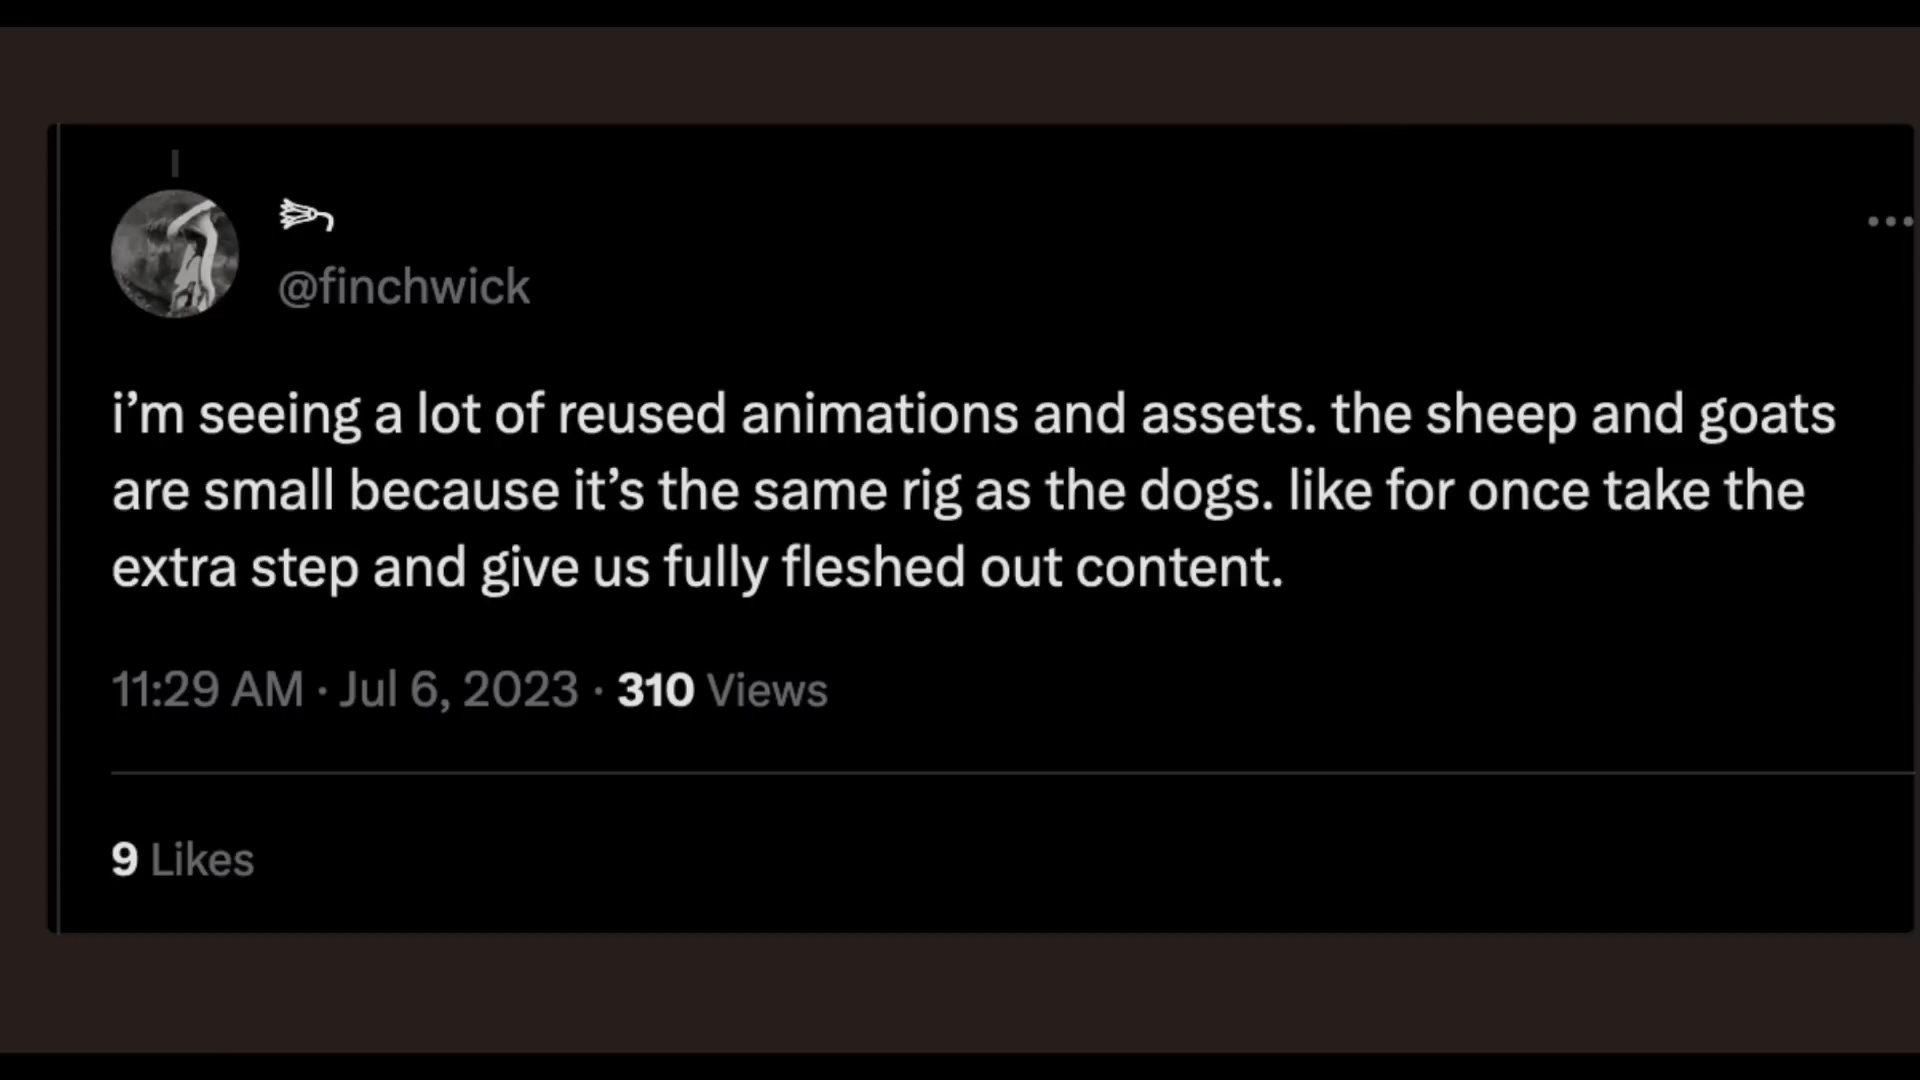 @finchwick
i’m seeing a lot of reused animations and assets. the sheep and goats
are small because it’s the same rig as the dogs. like for once take the
extra step and give us fully fleshed out content.
11:29 AM · Jul 6, 2023 · 310 Views
9 Likes